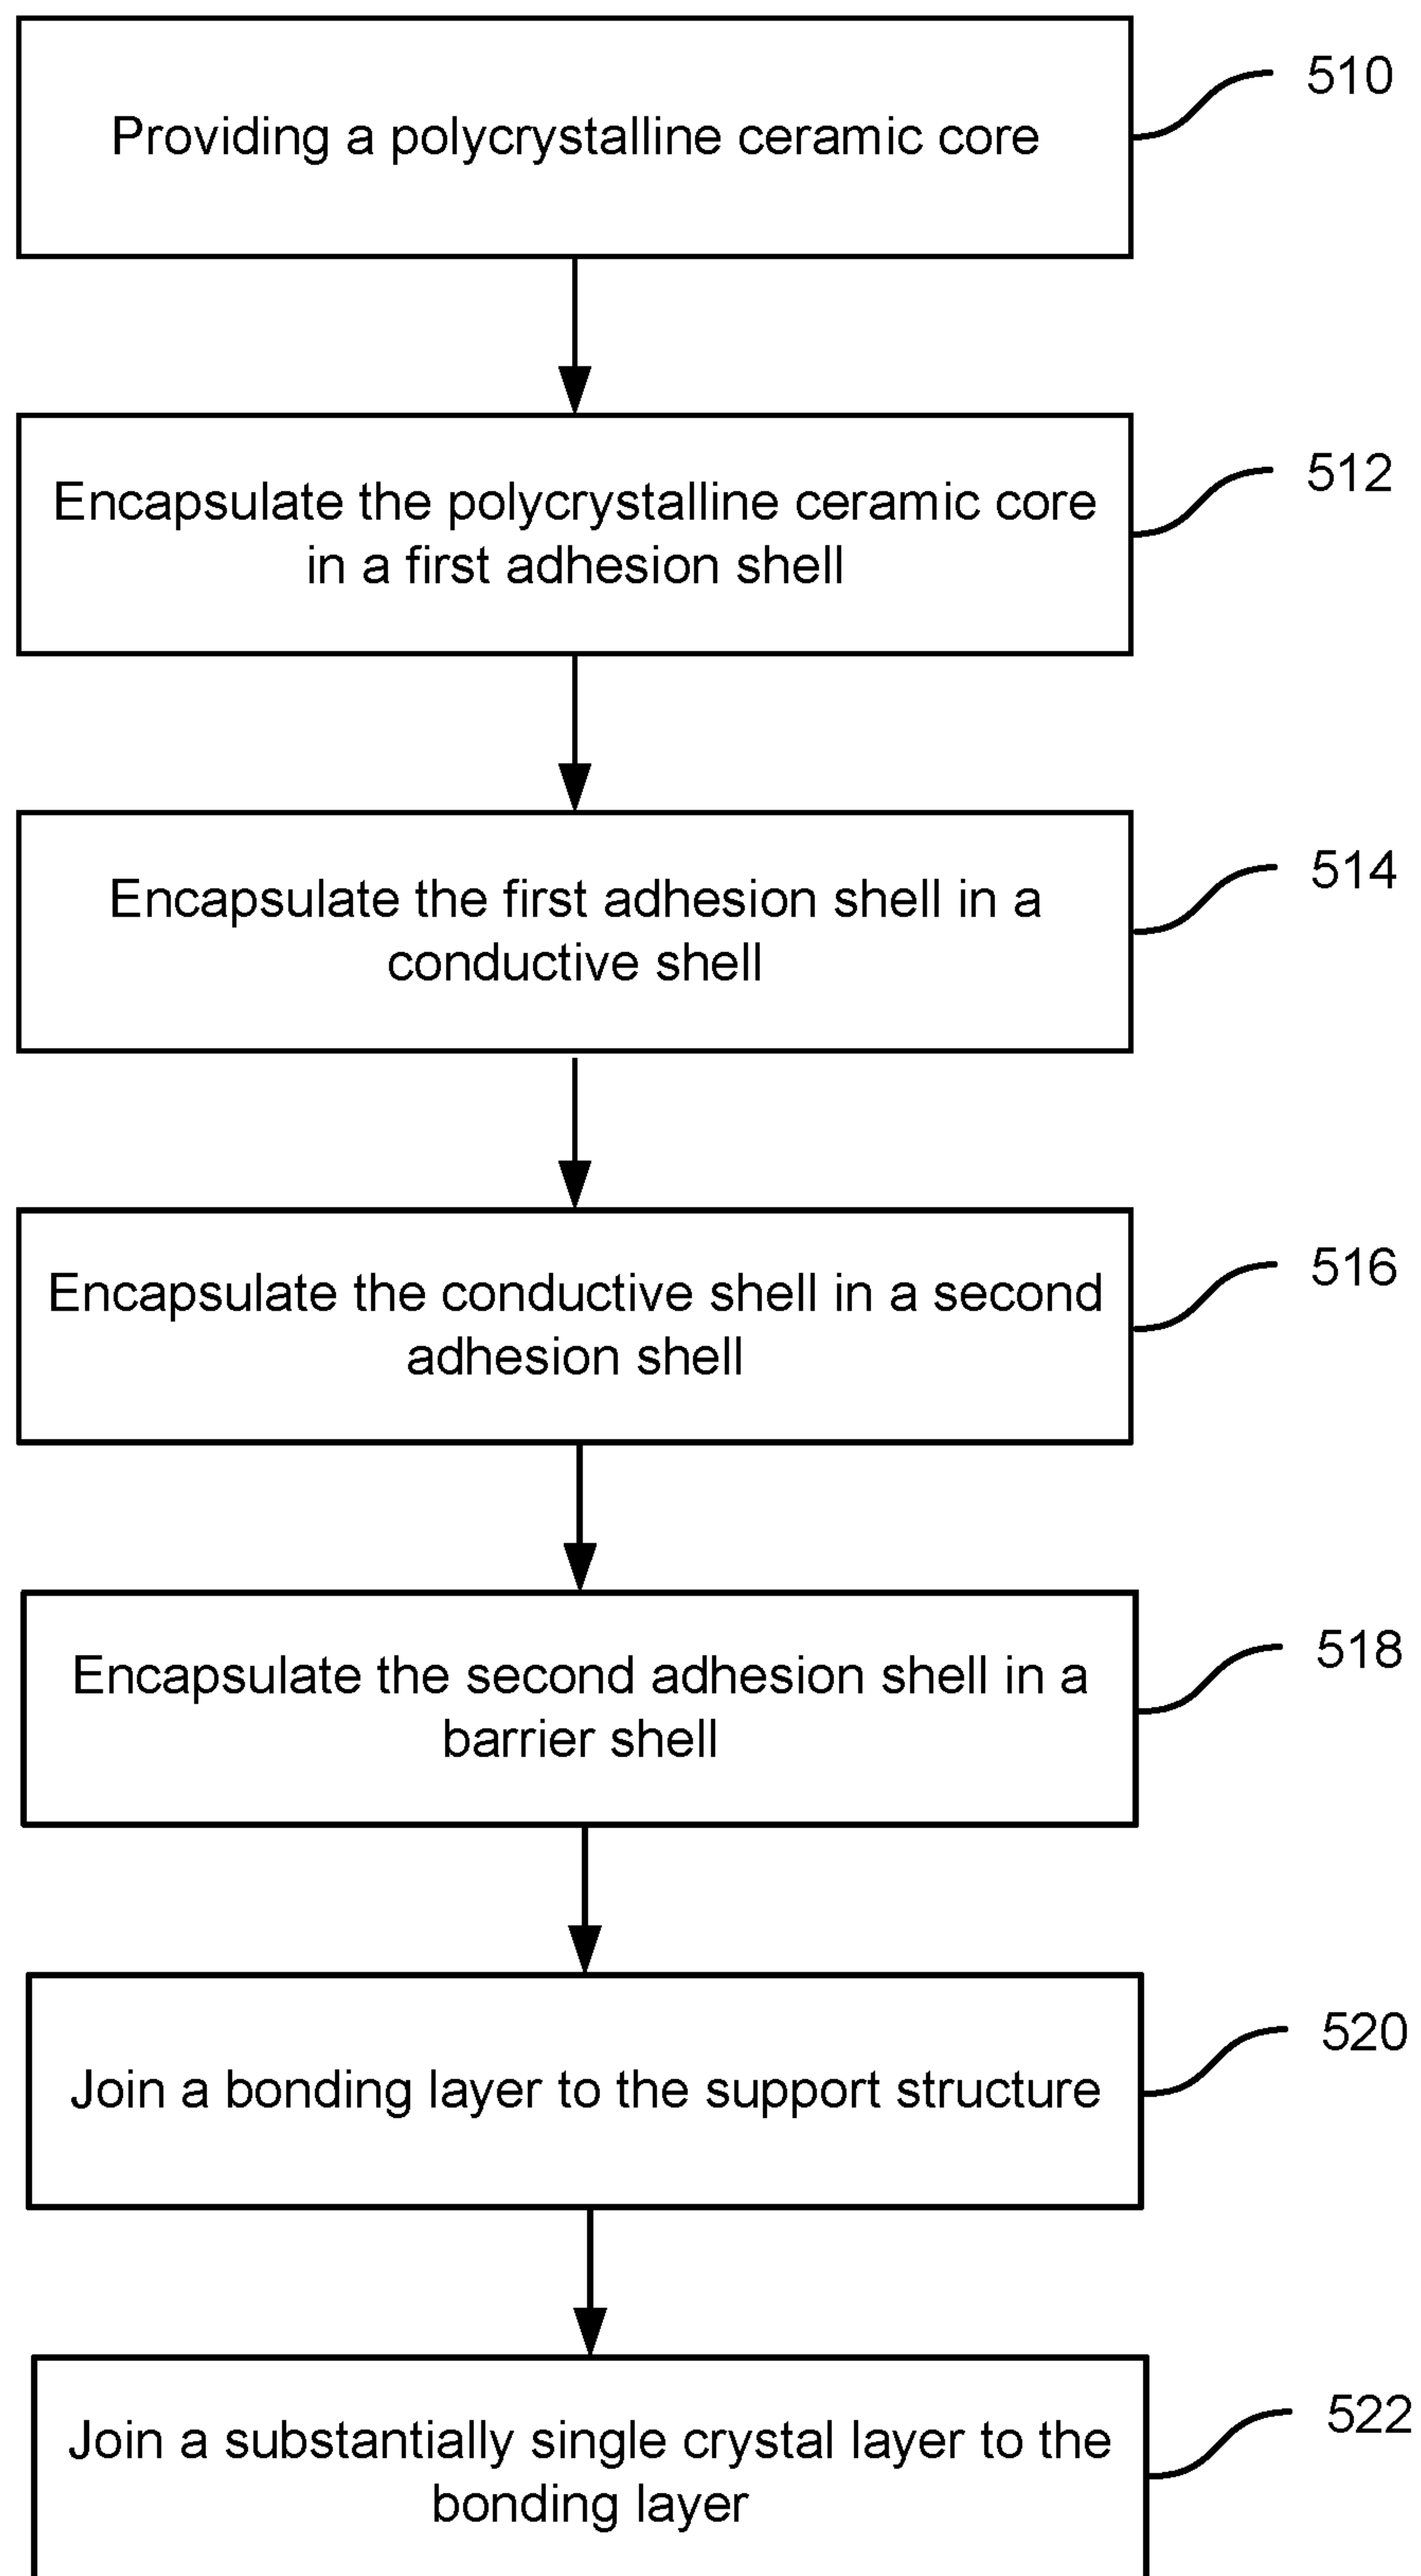 Providing a polycrystalline ceramic core
510
Encapsulate the polycrystalline ceramic core
in a first adhesion shell
512
Encapsulate the first adhesion shell in a
conductive shell
514
Encapsulate the conductive shell in a second
adhesion shell
516
Encapsulate the second adhesion shell in a
barrier shell
518
Join a bonding layer to the support structure
520
Join a substantially single crystal layer to the
bonding layer
522